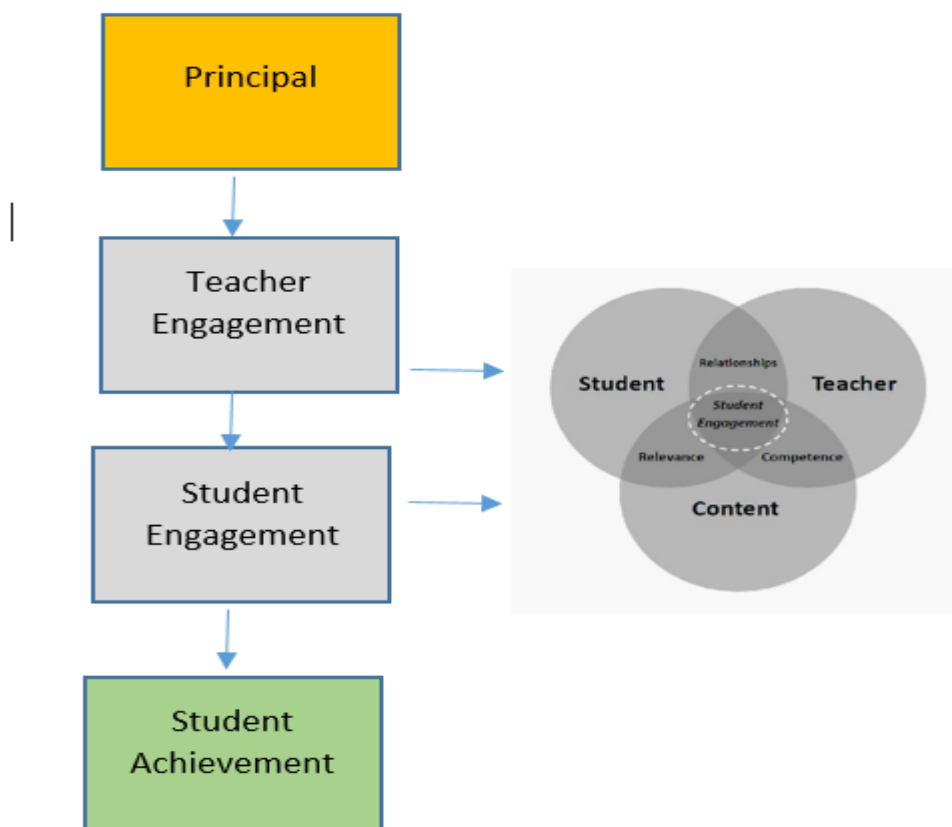 Principal
Teacher
Engagement
Student
Engagement
Student
Achievement
Relationships
Student
Teacher
Student
Engagement
Relevance
Competence
Content